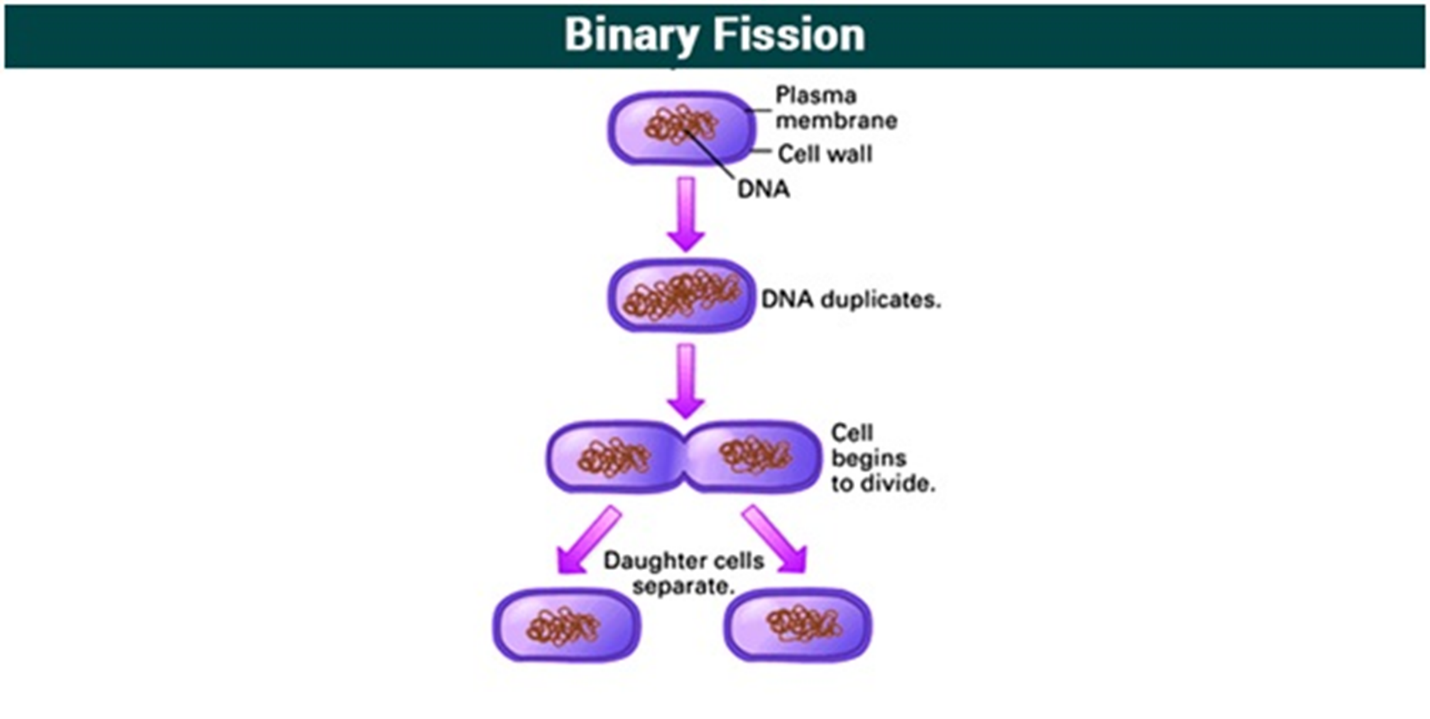 Binary Fission
Plasma
membrane
Cell wall
DNA
DNA duplicates.
Cell
begins
to divide.
Daughter cells
separate.